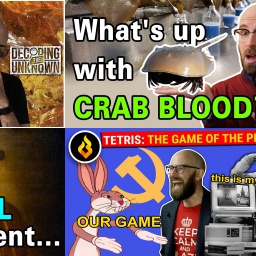 DECODING
THE
UNKNOWN
What's up
with
CRAB BLOOD?
L
ent...
TETRIS: THE GAME OF THE PE
OUR GAME
this is m
KEEP
CALM
AND